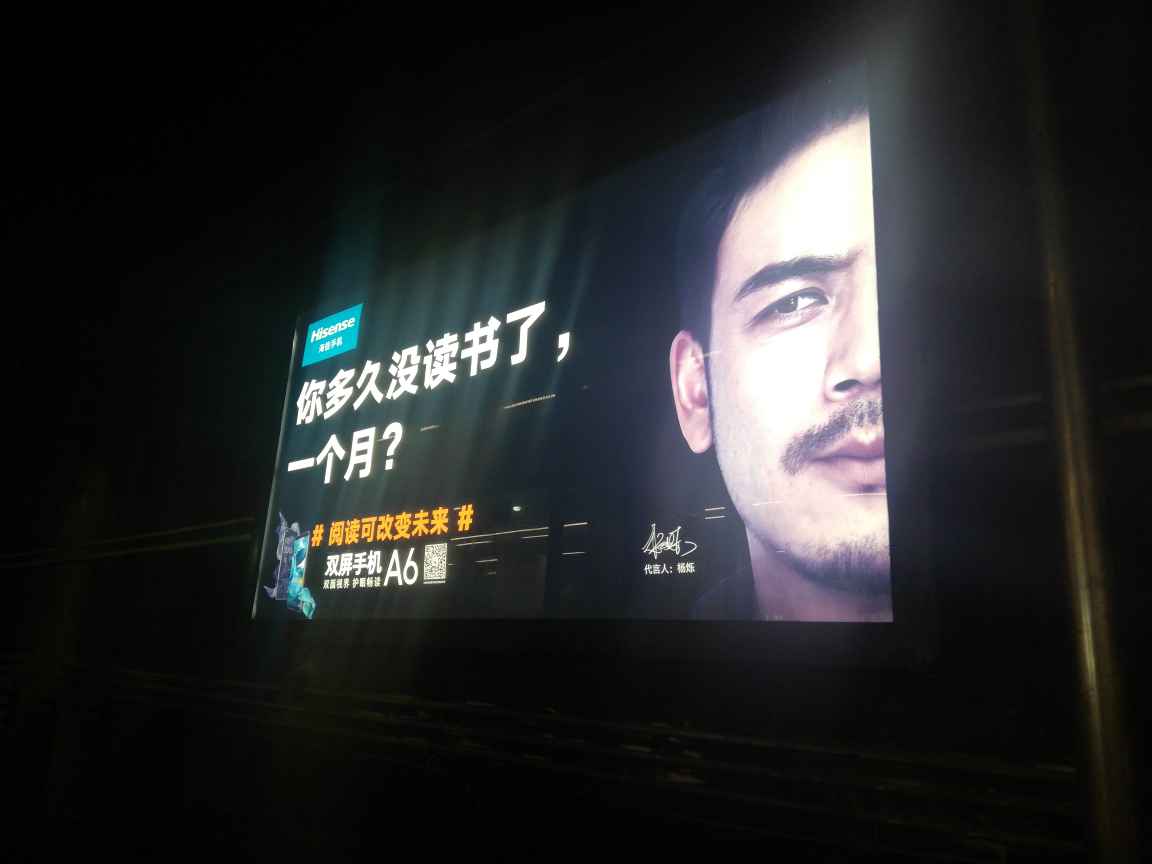 Hisense
海信手机
你多久没读书了，
一个月？
# 阅读可改变未来 #
双屏手机 A6
双面视界 护眼畅读
代言人：杨烁